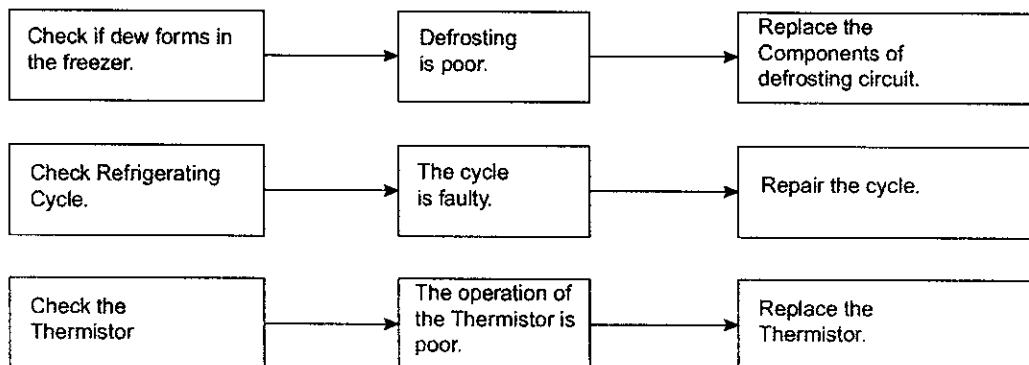 Check if dew forms in
the freezer.
Defrosting
is poor.
Replace the
Components of
defrosting circuit.
Check Refrigerating
Cycle.
The cycle
is faulty.
Repair the cycle.
Check the
Thermistor
The operation of
the Thermistor is
poor.
Replace the
Thermistor.